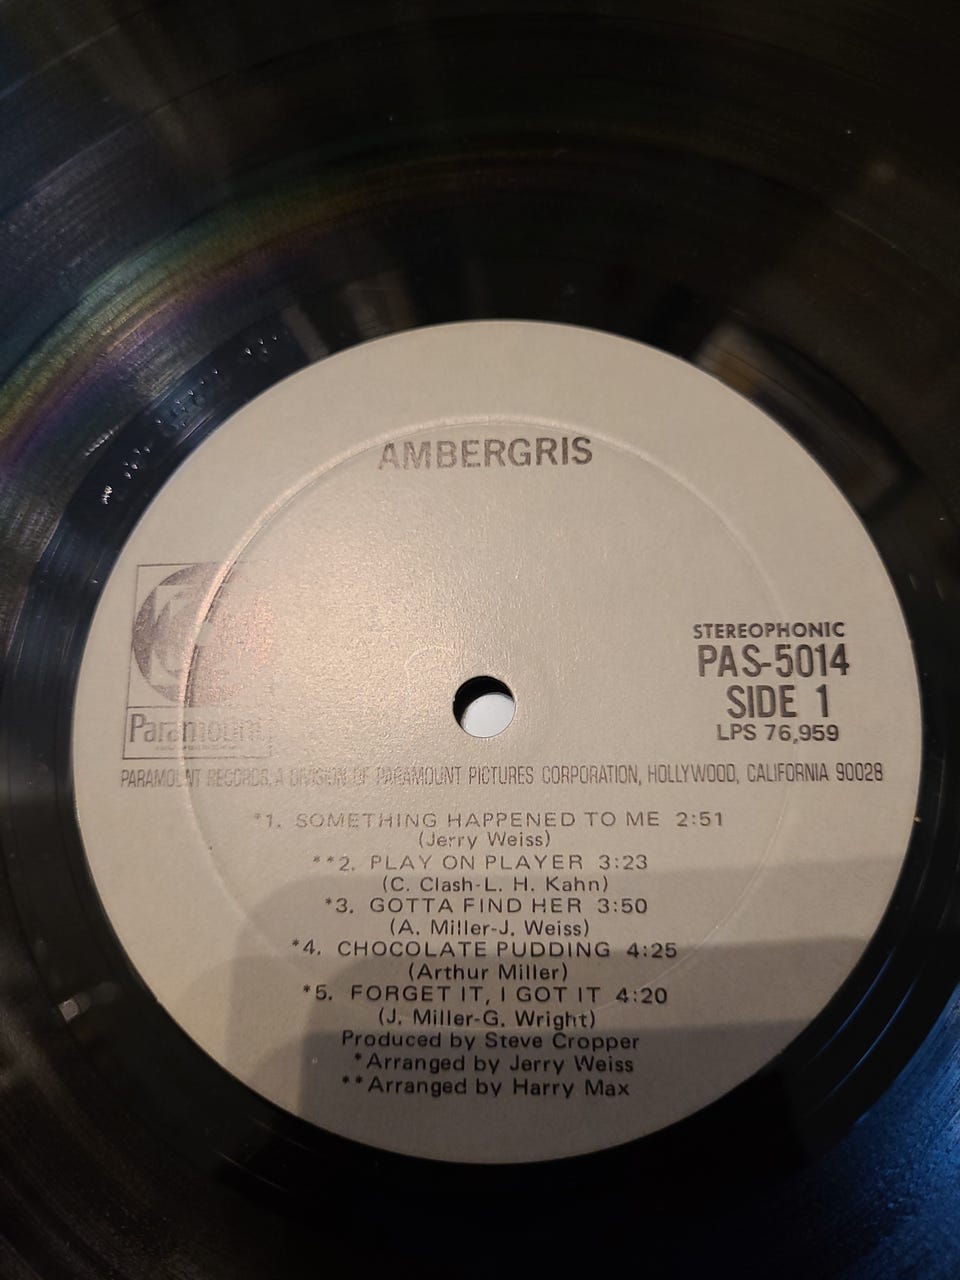 AMBERGRIS
Paramount
STEREOPHONIC
PAS-5014
SIDE 1
LPS 76,959
PARAMOUNT RECORDS, A DIVISION OF PARAMOUNT PICTURES CORPORATION, HOLLYWOOD, CALIFORNIA 90028
*1. SOMETHING HAPPENED TO ME 2:51
(Jerry Weiss)
**2. PLAY ON PLAYER 3:23
(C. Clash-L. H. Kahn)
*3. GOTTA FIND HER 3:50
(A. Miller-J. Weiss)
*4. CHOCOLATE PUDDING 4:25
(Arthur Miller)
*5. FORGET IT, I GOT IT 4:20
(J. Miller-G. Wright)
Produced by Steve Cropper
*Arranged by Jerry Weiss
**Arranged by Harry Max